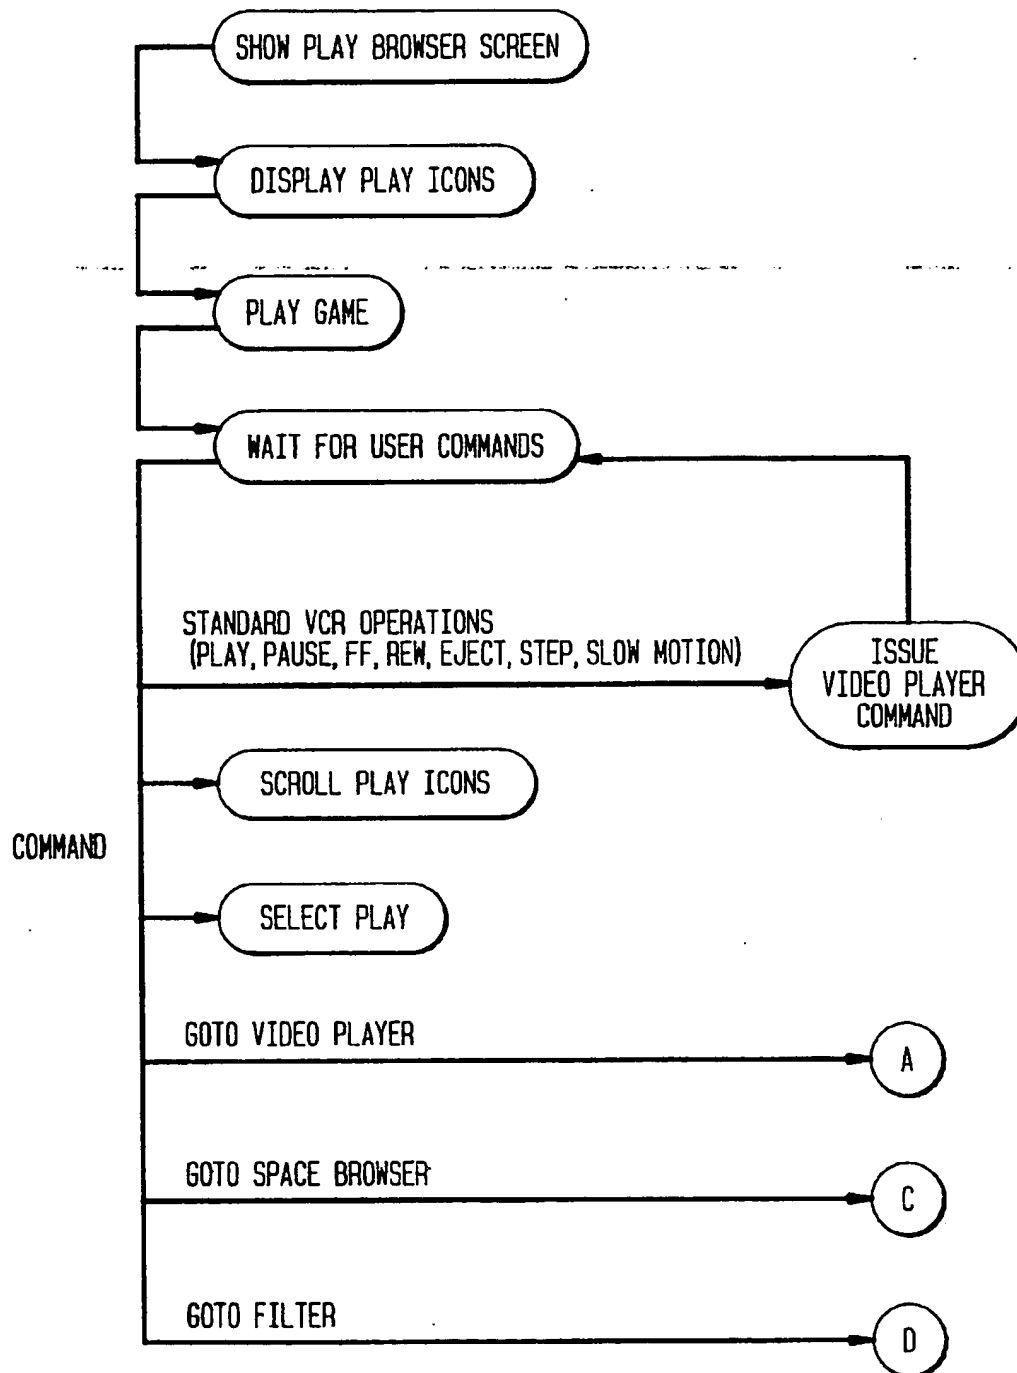 SHOW PLAY BROWSER SCREEN
DISPLAY PLAY ICONS
PLAY GAME
WAIT FOR USER COMMANDS
STANDARD VCR OPERATIONS
(PLAY, PAUSE, FF, REW, EJECT, STEP, SLOW MOTION)
ISSUE
VIDEO PLAYER
COMMAND
SCROLL PLAY ICONS
COMMAND
SELECT PLAY
GOTO VIDEO PLAYER
A
GOTO SPACE BROWSER
C
GOTO FILTER
D